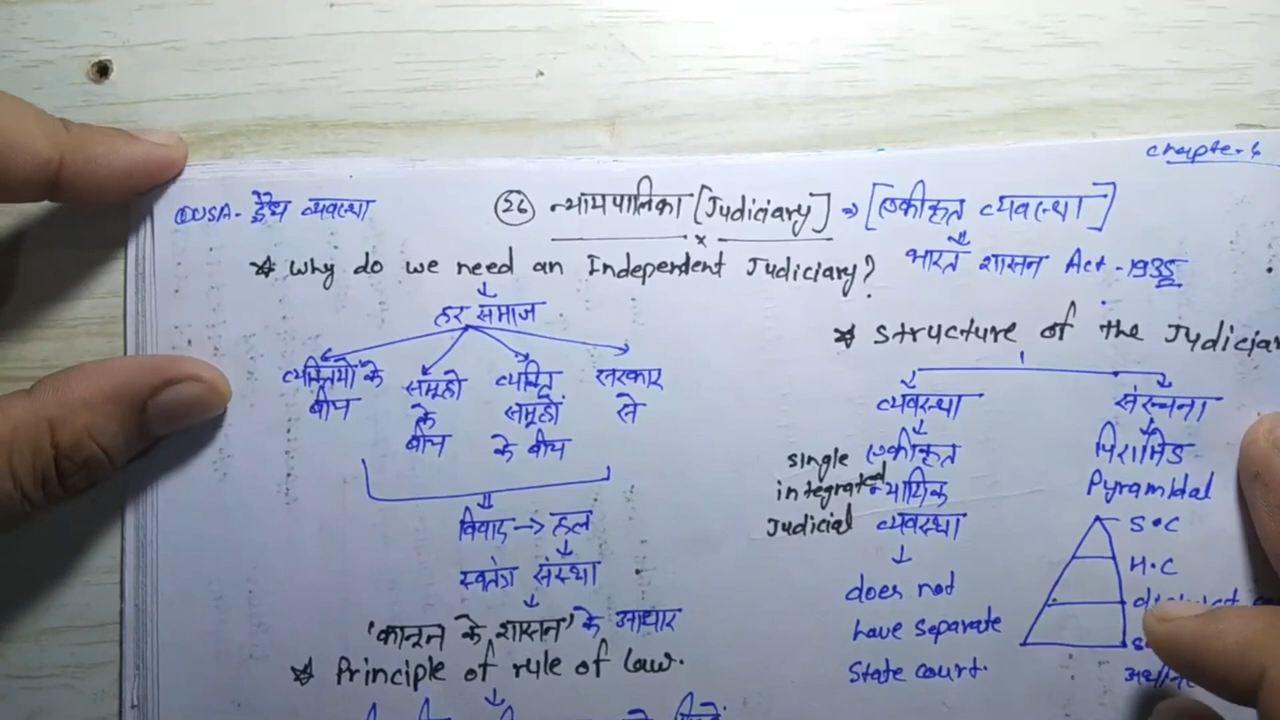 Chapter-6
USA- द्वैध व्यवस्था
26 न्यायपालिका [Judiciary] ⇒ [एकीकृत व्यवस्था]
भारत शासन Act - 1935
* Why do we need an Independent Judiciary?
हर समाज
व्यक्तियों के बीच
समूहों के बीच
व्यक्ति समूहों के बीच
सरकार से
विवाद → हल
स्वतंत्र संस्था
'कानून के शासन' के आधार
* Principle of rule of law.
* Structure of the Judiciar
व्यवस्था
एकीकृत
न्यायिक
व्यवस्था
single
integrated
Judicial
does not
have separate
State court.
संरचना
पिरामिड
Pyramidal
S.C
H.C